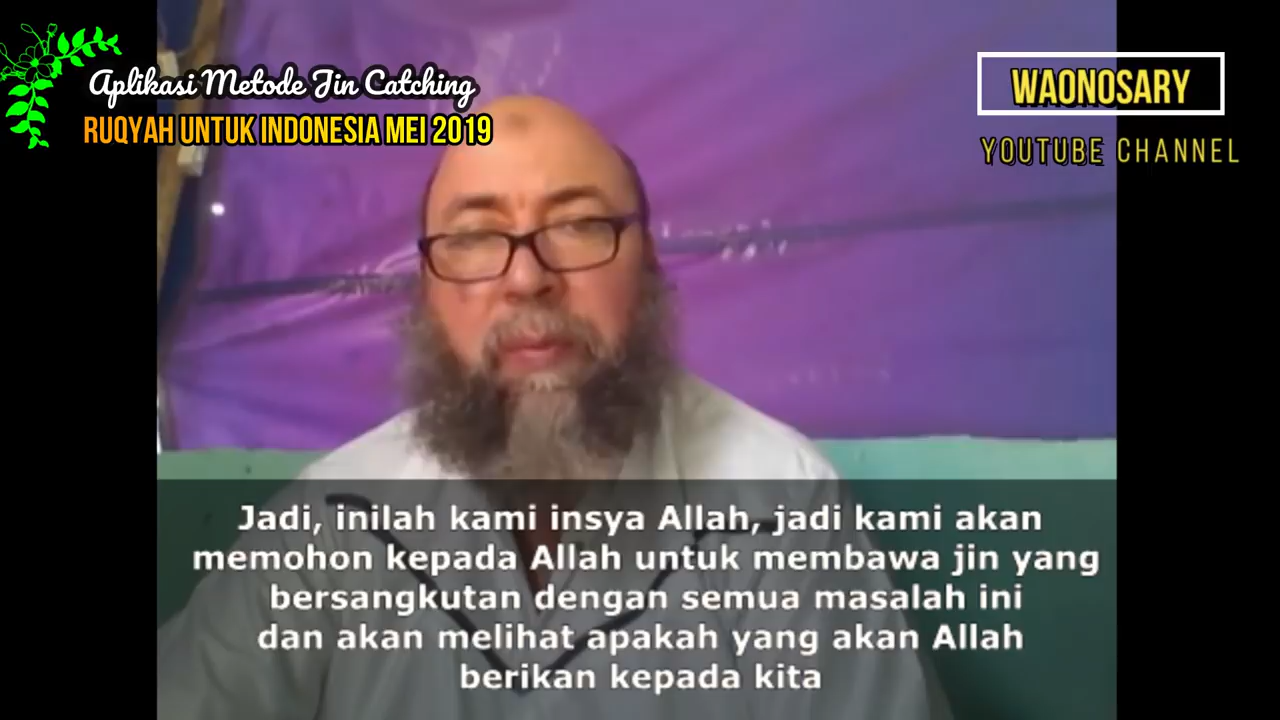 Aplikasi Metode Jin Catching
RUQYAH UNTUK INDONESIA MEI 2019
WAONOSARY
YOUTUBE CHANNEL
Jadi, inilah kami insya Allah, jadi kami akan
memohon kepada Allah untuk membawa jin yang
bersangkutan dengan semua masalah ini
dan akan melihat apakah yang akan Allah
berikan kepada kita